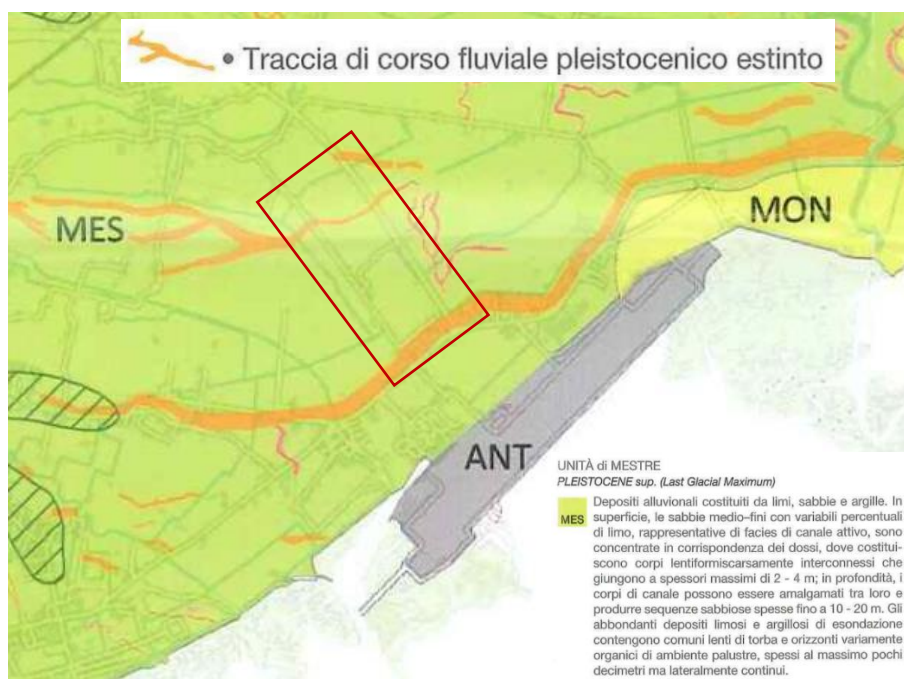 • Traccia di corso fluviale pleistocenico estinto
MES
MON
ANT
UNITÀ di MESTRE
PLEISTOCENE sup. (Last Glacial Maximum)
MES
Depositi alluvionali costituiti da limi, sabbie e argille. In
superficie, le sabbie medio–fini con variabili percentuali
di limo, rappresentative di facies di canale attivo, sono
concentrate in corrispondenza dei dossi, dove costitui-
scono corpi lentiformiscarsamente interconnessi che
giungono a spessori massimi di 2 - 4 m; in profondità, i
corpi di canale possono essere amalgamati tra loro e
produrre sequenze sabbiose spesse fino a 10 - 20 m. Gli
abbondanti depositi limosi e argillosi di esondazione
contengono comuni lenti di torba e orizzonti variamente
organici di ambiente palustre, spessi al massimo pochi
decimetri ma lateralmente continui.